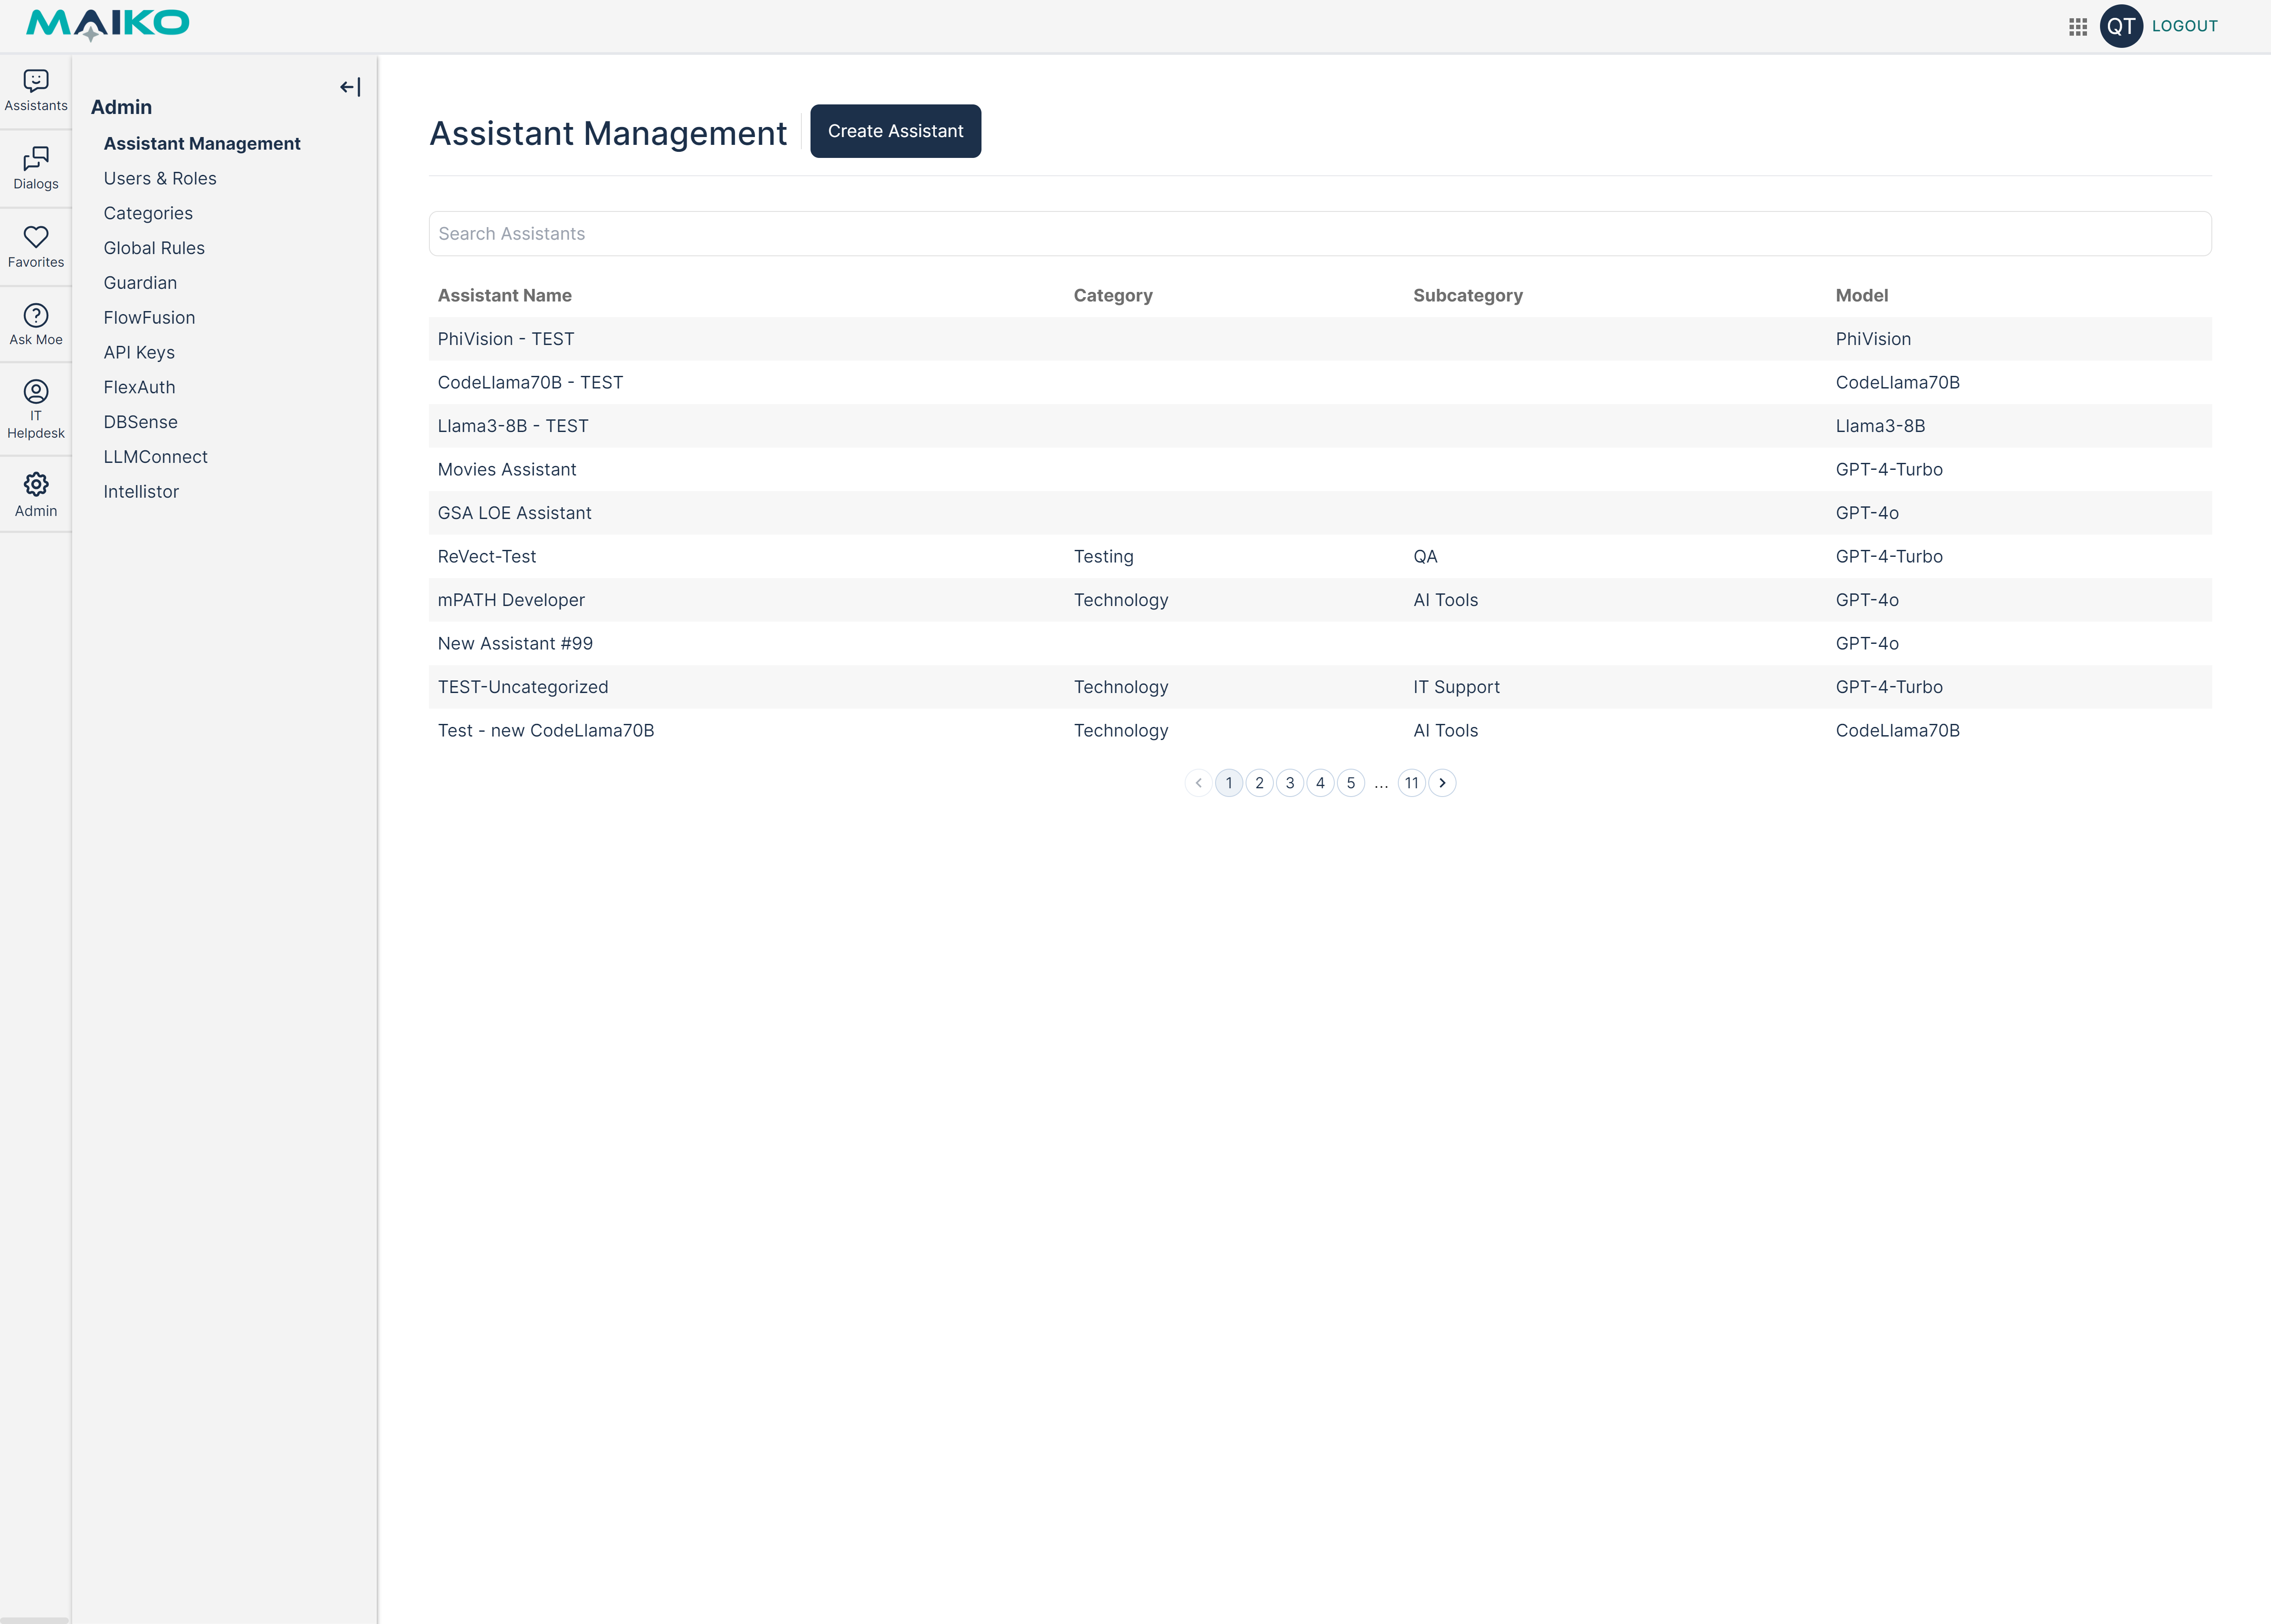 MAIKO
QT LOGOUT
Assistants
Dialogs
Favorites
Ask Moe
IT
Helpdesk
Admin
Admin
Assistant Management
Users & Roles
Categories
Global Rules
Guardian
FlowFusion
API Keys
FlexAuth
DBSense
LLMConnect
Intellistor
Assistant Management Create Assistant
Search Assistants
Assistant Name Category Subcategory Model
PhiVision - TEST PhiVision
CodeLlama70B - TEST CodeLlama70B
Llama3-8B - TEST Llama3-8B
Movies Assistant GPT-4-Turbo
GSA LOE Assistant GPT-4o
ReVect-Test Testing QA GPT-4-Turbo
mPATH Developer Technology AI Tools GPT-4o
New Assistant #99 GPT-4o
TEST-Uncategorized Technology IT Support GPT-4-Turbo
Test - new CodeLlama70B Technology AI Tools CodeLlama70B
1 2 3 4 5 ... 11